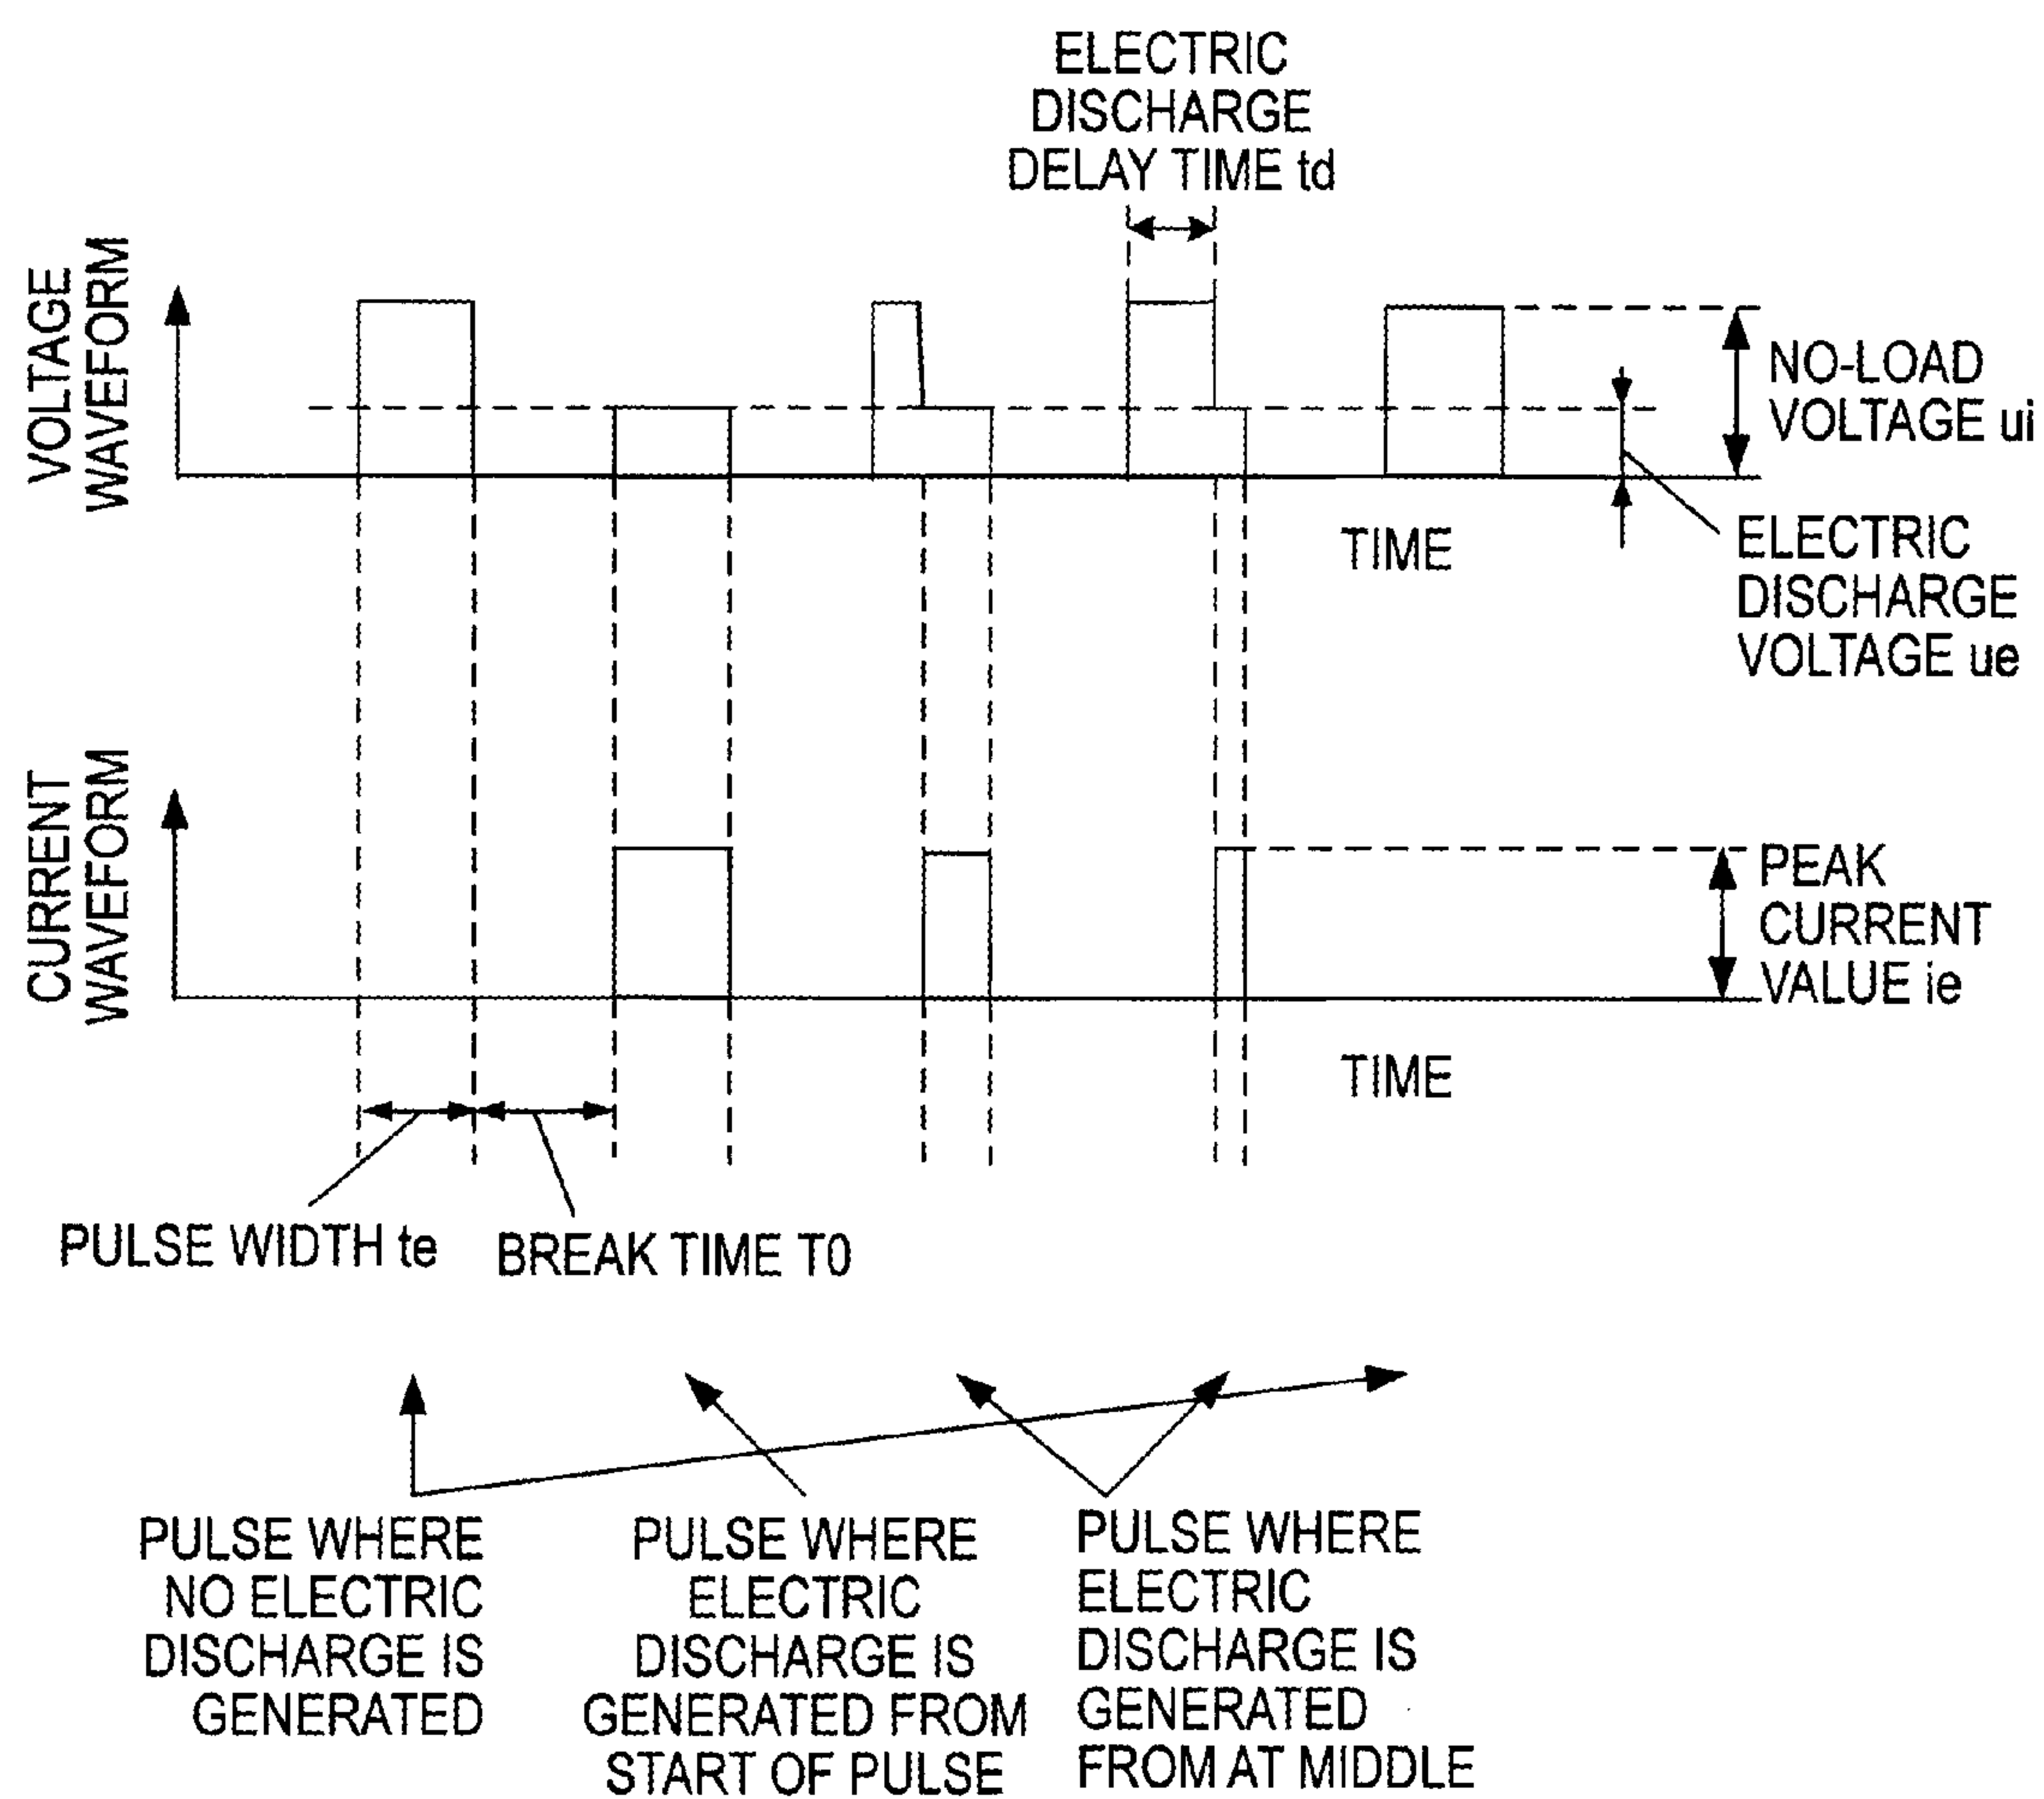 ELECTRIC
DISCHARGE
DELAY TIME td
VOLTAGE
WAVEFORM
NO-LOAD
VOLTAGE ui
TIME
ELECTRIC
DISCHARGE
VOLTAGE ue
CURRENT
WAVEFORM
PEAK
CURRENT
VALUE ie
TIME
PULSE WIDTH te
BREAK TIME T0
PULSE WHERE
NO ELECTRIC
DISCHARGE IS
GENERATED
PULSE WHERE
ELECTRIC
DISCHARGE IS
GENERATED FROM
START OF PULSE
PULSE WHERE
ELECTRIC
DISCHARGE IS
GENERATED
FROM AT MIDDLE